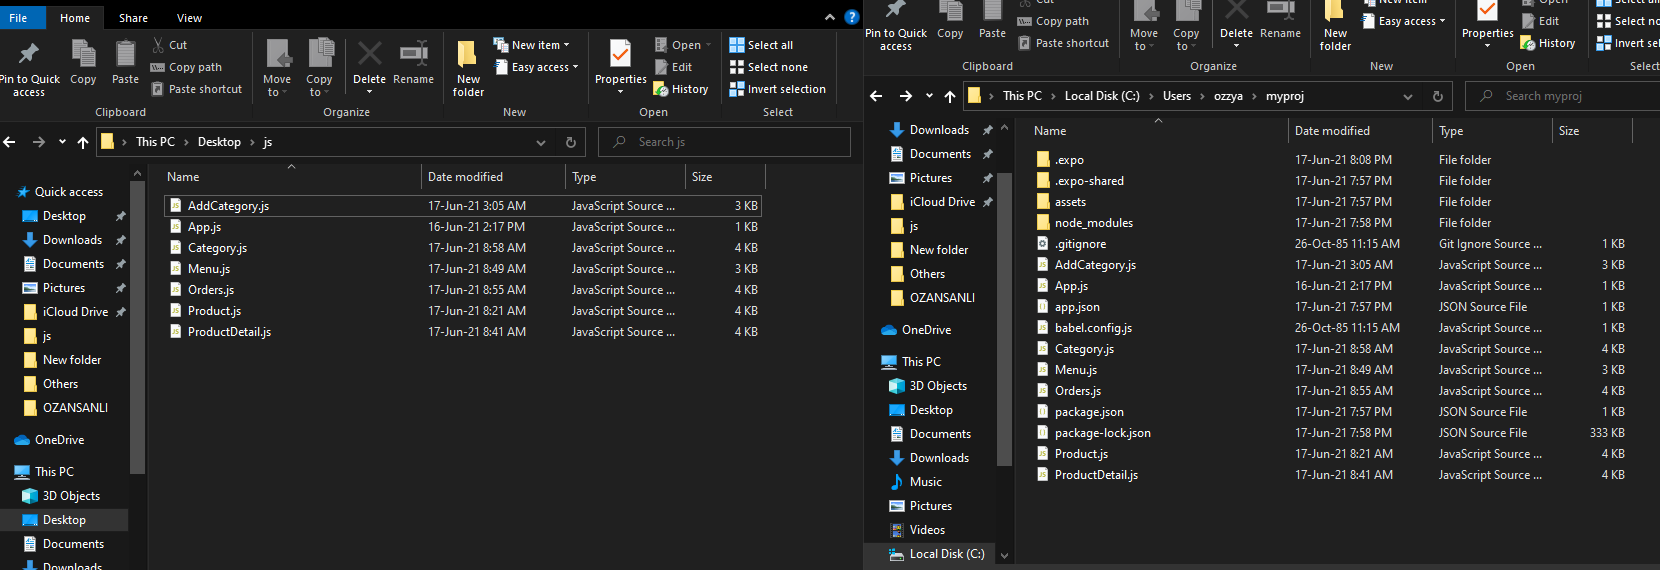 File Home Share View
Pin to Quick access
Copy
Paste
Cut
Copy path
Paste shortcut
Clipboard
Move to
Copy to
Delete
Rename
Organize
New folder
New item
Easy access
New
Properties
Open
Edit
History
Open
Select all
Select none
Invert selection
Select
This PC Desktop js
Search js
Quick access
Desktop
Downloads
Documents
Pictures
iCloud Drive
js
New folder
Others
OZANSANLI
OneDrive
This PC
3D Objects
Desktop
Documents
Downloads
Name Date modified Type Size
AddCategory.js 17-Jun-21 3:05 AM JavaScript Source ... 3 KB
App.js 16-Jun-21 2:17 PM JavaScript Source ... 1 KB
Category.js 17-Jun-21 8:58 AM JavaScript Source ... 4 KB
Menu.js 17-Jun-21 8:49 AM JavaScript Source ... 3 KB
Orders.js 17-Jun-21 8:55 AM JavaScript Source ... 4 KB
Product.js 17-Jun-21 8:21 AM JavaScript Source ... 4 KB
ProductDetail.js 17-Jun-21 8:41 AM JavaScript Source ... 4 KB
Pin to Quick access
Copy
Paste
Cut
Copy path
Paste shortcut
Clipboard
Move to
Copy to
Delete
Rename
Organize
New folder
New item
Easy access
New
Properties
Open
Edit
History
Open
Select all
Select no
Invert sele
Select
This PC Local Disk (C:) Users ozzya myproj
Search myproj
Downloads
Documents
Pictures
iCloud Drive
js
New folder
Others
OZANSANLI
OneDrive
This PC
3D Objects
Desktop
Documents
Downloads
Music
Pictures
Videos
Local Disk (C:)
Name Date modified Type Size
.expo 17-Jun-21 8:08 PM File folder
.expo-shared 17-Jun-21 7:57 PM File folder
assets 17-Jun-21 7:57 PM File folder
node_modules 17-Jun-21 7:58 PM File folder
.gitignore 26-Oct-85 11:15 AM Git Ignore Source ... 1 KB
AddCategory.js 17-Jun-21 3:05 AM JavaScript Source ... 3 KB
App.js 16-Jun-21 2:17 PM JavaScript Source ... 1 KB
app.json 17-Jun-21 7:57 PM JSON Source File 1 KB
babel.config.js 26-Oct-85 11:15 AM JavaScript Source ... 1 KB
Category.js 17-Jun-21 8:58 AM JavaScript Source ... 4 KB
Menu.js 17-Jun-21 8:49 AM JavaScript Source ... 3 KB
Orders.js 17-Jun-21 8:55 AM JavaScript Source ... 4 KB
package.json 17-Jun-21 7:57 PM JSON Source File 1 KB
package-lock.json 17-Jun-21 7:58 PM JSON Source File 333 KB
Product.js 17-Jun-21 8:21 AM JavaScript Source ... 4 KB
ProductDetail.js 17-Jun-21 8:41 AM JavaScript Source ... 4 KB